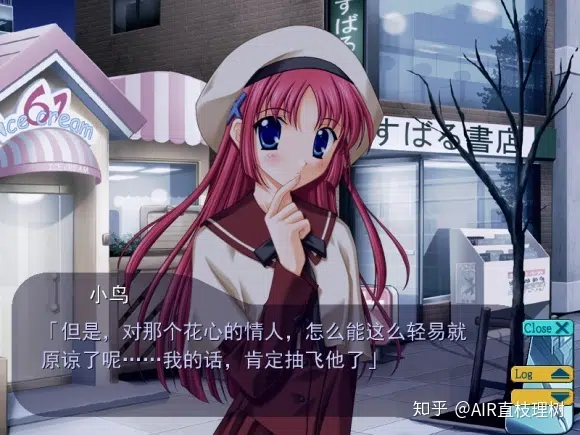 すばる
61
Ice Cream
すばる書店
小鸟
「但是，对那个花心的情人，怎么能这么轻易就
原谅了呢……我的话，肯定抽飞他了」
Close
Log
知乎 @AIR直枝理树